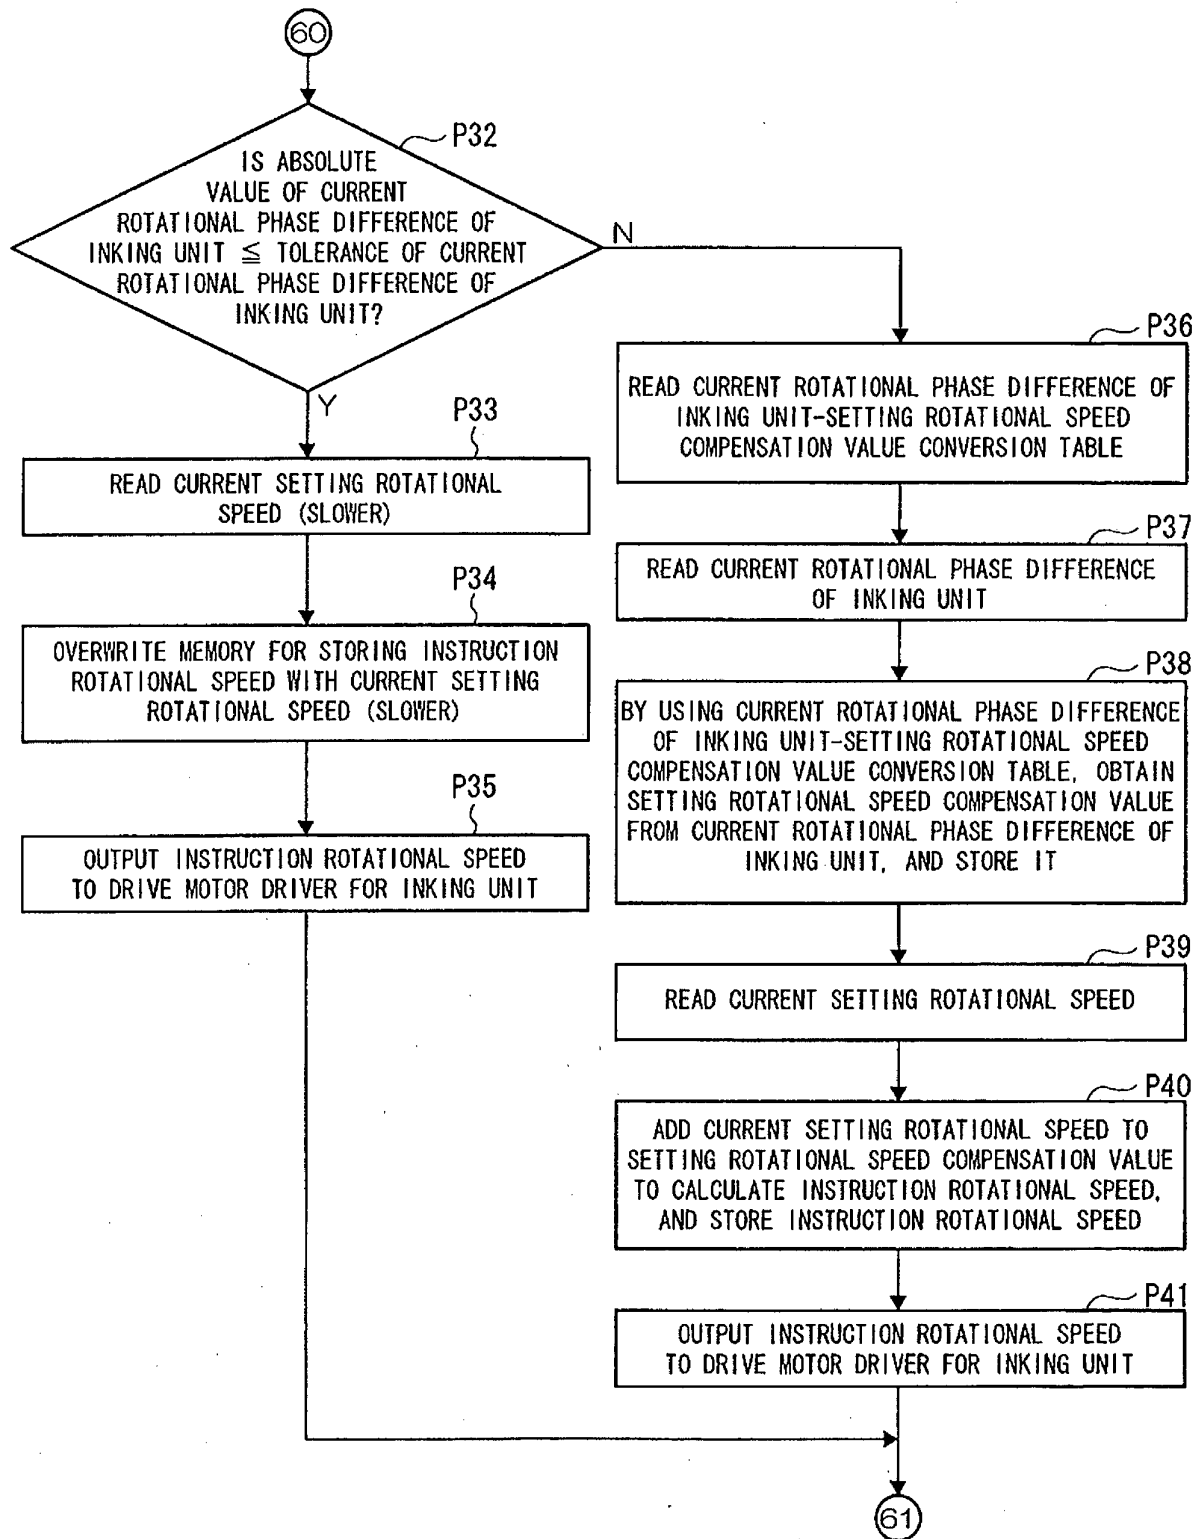 60
P32
IS ABSOLUTE
VALUE OF CURRENT
ROTATIONAL PHASE DIFFERENCE OF
INKING UNIT ≦ TOLERANCE OF CURRENT
ROTATIONAL PHASE DIFFERENCE OF
INKING UNIT?
N
Y
P33
READ CURRENT SETTING ROTATIONAL
SPEED (SLOWER)
P34
OVERWRITE MEMORY FOR STORING INSTRUCTION
ROTATIONAL SPEED WITH CURRENT SETTING
ROTATIONAL SPEED (SLOWER)
P35
OUTPUT INSTRUCTION ROTATIONAL SPEED
TO DRIVE MOTOR DRIVER FOR INKING UNIT
P36
READ CURRENT ROTATIONAL PHASE DIFFERENCE OF
INKING UNIT-SETTING ROTATIONAL SPEED
COMPENSATION VALUE CONVERSION TABLE
P37
READ CURRENT ROTATIONAL PHASE DIFFERENCE
OF INKING UNIT
P38
BY USING CURRENT ROTATIONAL PHASE DIFFERENCE
OF INKING UNIT-SETTING ROTATIONAL SPEED
COMPENSATION VALUE CONVERSION TABLE, OBTAIN
SETTING ROTATIONAL SPEED COMPENSATION VALUE
FROM CURRENT ROTATIONAL PHASE DIFFERENCE OF
INKING UNIT, AND STORE IT
P39
READ CURRENT SETTING ROTATIONAL SPEED
P40
ADD CURRENT SETTING ROTATIONAL SPEED TO
SETTING ROTATIONAL SPEED COMPENSATION VALUE
TO CALCULATE INSTRUCTION ROTATIONAL SPEED,
AND STORE INSTRUCTION ROTATIONAL SPEED
P41
OUTPUT INSTRUCTION ROTATIONAL SPEED
TO DRIVE MOTOR DRIVER FOR INKING UNIT
61